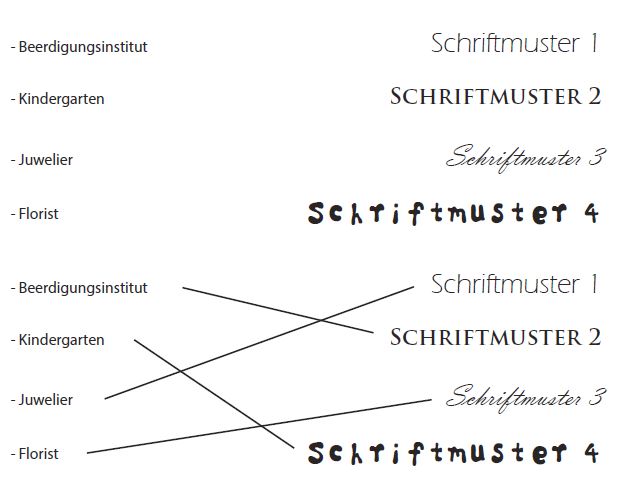 - Beerdigungsinstitut Schriftmuster 1
- Kindergarten SCHRIFTMUSTER 2
- Juwelier Schriftmuster 3
- Florist Schriftmuster 4
- Beerdigungsinstitut Schriftmuster 1
- Kindergarten SCHRIFTMUSTER 2
- Juwelier Schriftmuster 3
- Florist Schriftmuster 4